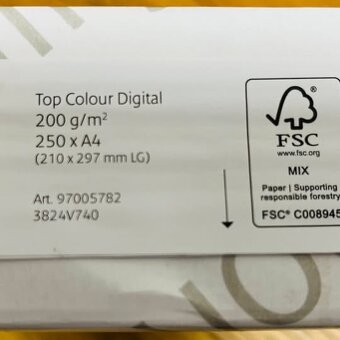 Top Colour Digital
200 g/m²
250 x A4
(210 x 297 mm LG)
Art. 97005782
3824V740
FSC
www.fsc.org
MIX
Paper | Supporting
responsible forestry
FSC® C008945